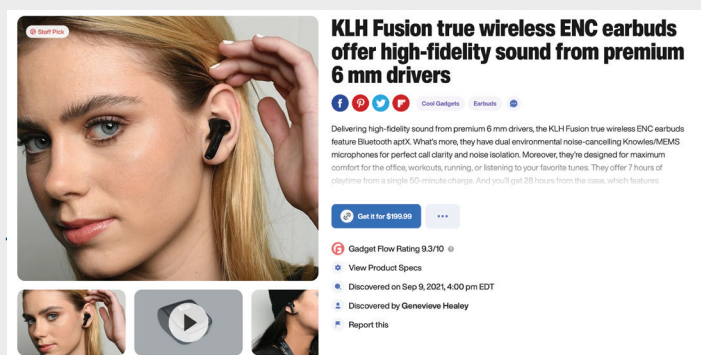 Staff Pick
KLH Fusion true wireless ENC earbuds
offer high-fidelity sound from premium
6 mm drivers
Cool Gadgets
Earbuds
Delivering high-fidelity sound from premium 6 mm drivers, the KLH Fusion true wireless ENC earbuds
feature Bluetooth aptX. What's more, they have dual environmental noise-cancelling Knowles/MEMS
microphones for perfect call clarity and noise isolation. Moreover, they're designed for maximum
comfort for the office, workouts, running, or listening to your favorite tunes. They offer 7 hours of
playtime from a single 50-minute charge. And you'll get 28 hours from the case, which features
Get it for $199.99
Gadget Flow Rating 9.3/10
View Product Specs
Discovered on Sep 9, 2021, 4:00 pm EDT
Discovered by Genevieve Healey
Report this